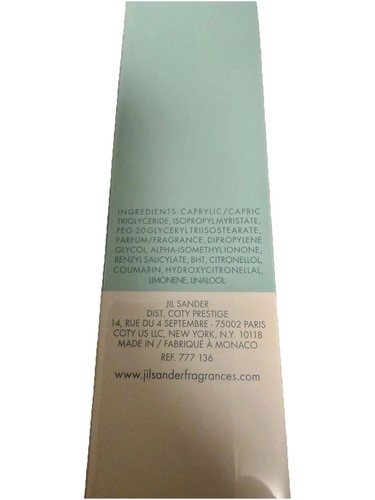 INGREDIENTS: CAPRYLIC/CAPRIC
TRIGLYCERIDE, ISOPROPYL MYRISTATE,
PEG-20 GLYCERYL TRIISOSTEARATE,
PARFUM/FRAGRANCE, DIPROPYLENE
GLYCOL, ALPHA-ISOMETHYL IONONE,
BENZYL SALICYLATE, BHT, CITRONELLOL,
COUMARIN, HYDROXYCITRONELLAL,
LIMONENE, LINALOOL.
JIL SANDER
DIST. COTY PRESTIGE
14, RUE DU 4 SEPTEMBRE - 75002 PARIS
COTY US LLC, NEW YORK, N.Y. 10118
MADE IN / FABRIQUÉ À MONACO
REF. 777 136
www.jilsanderfragrances.com